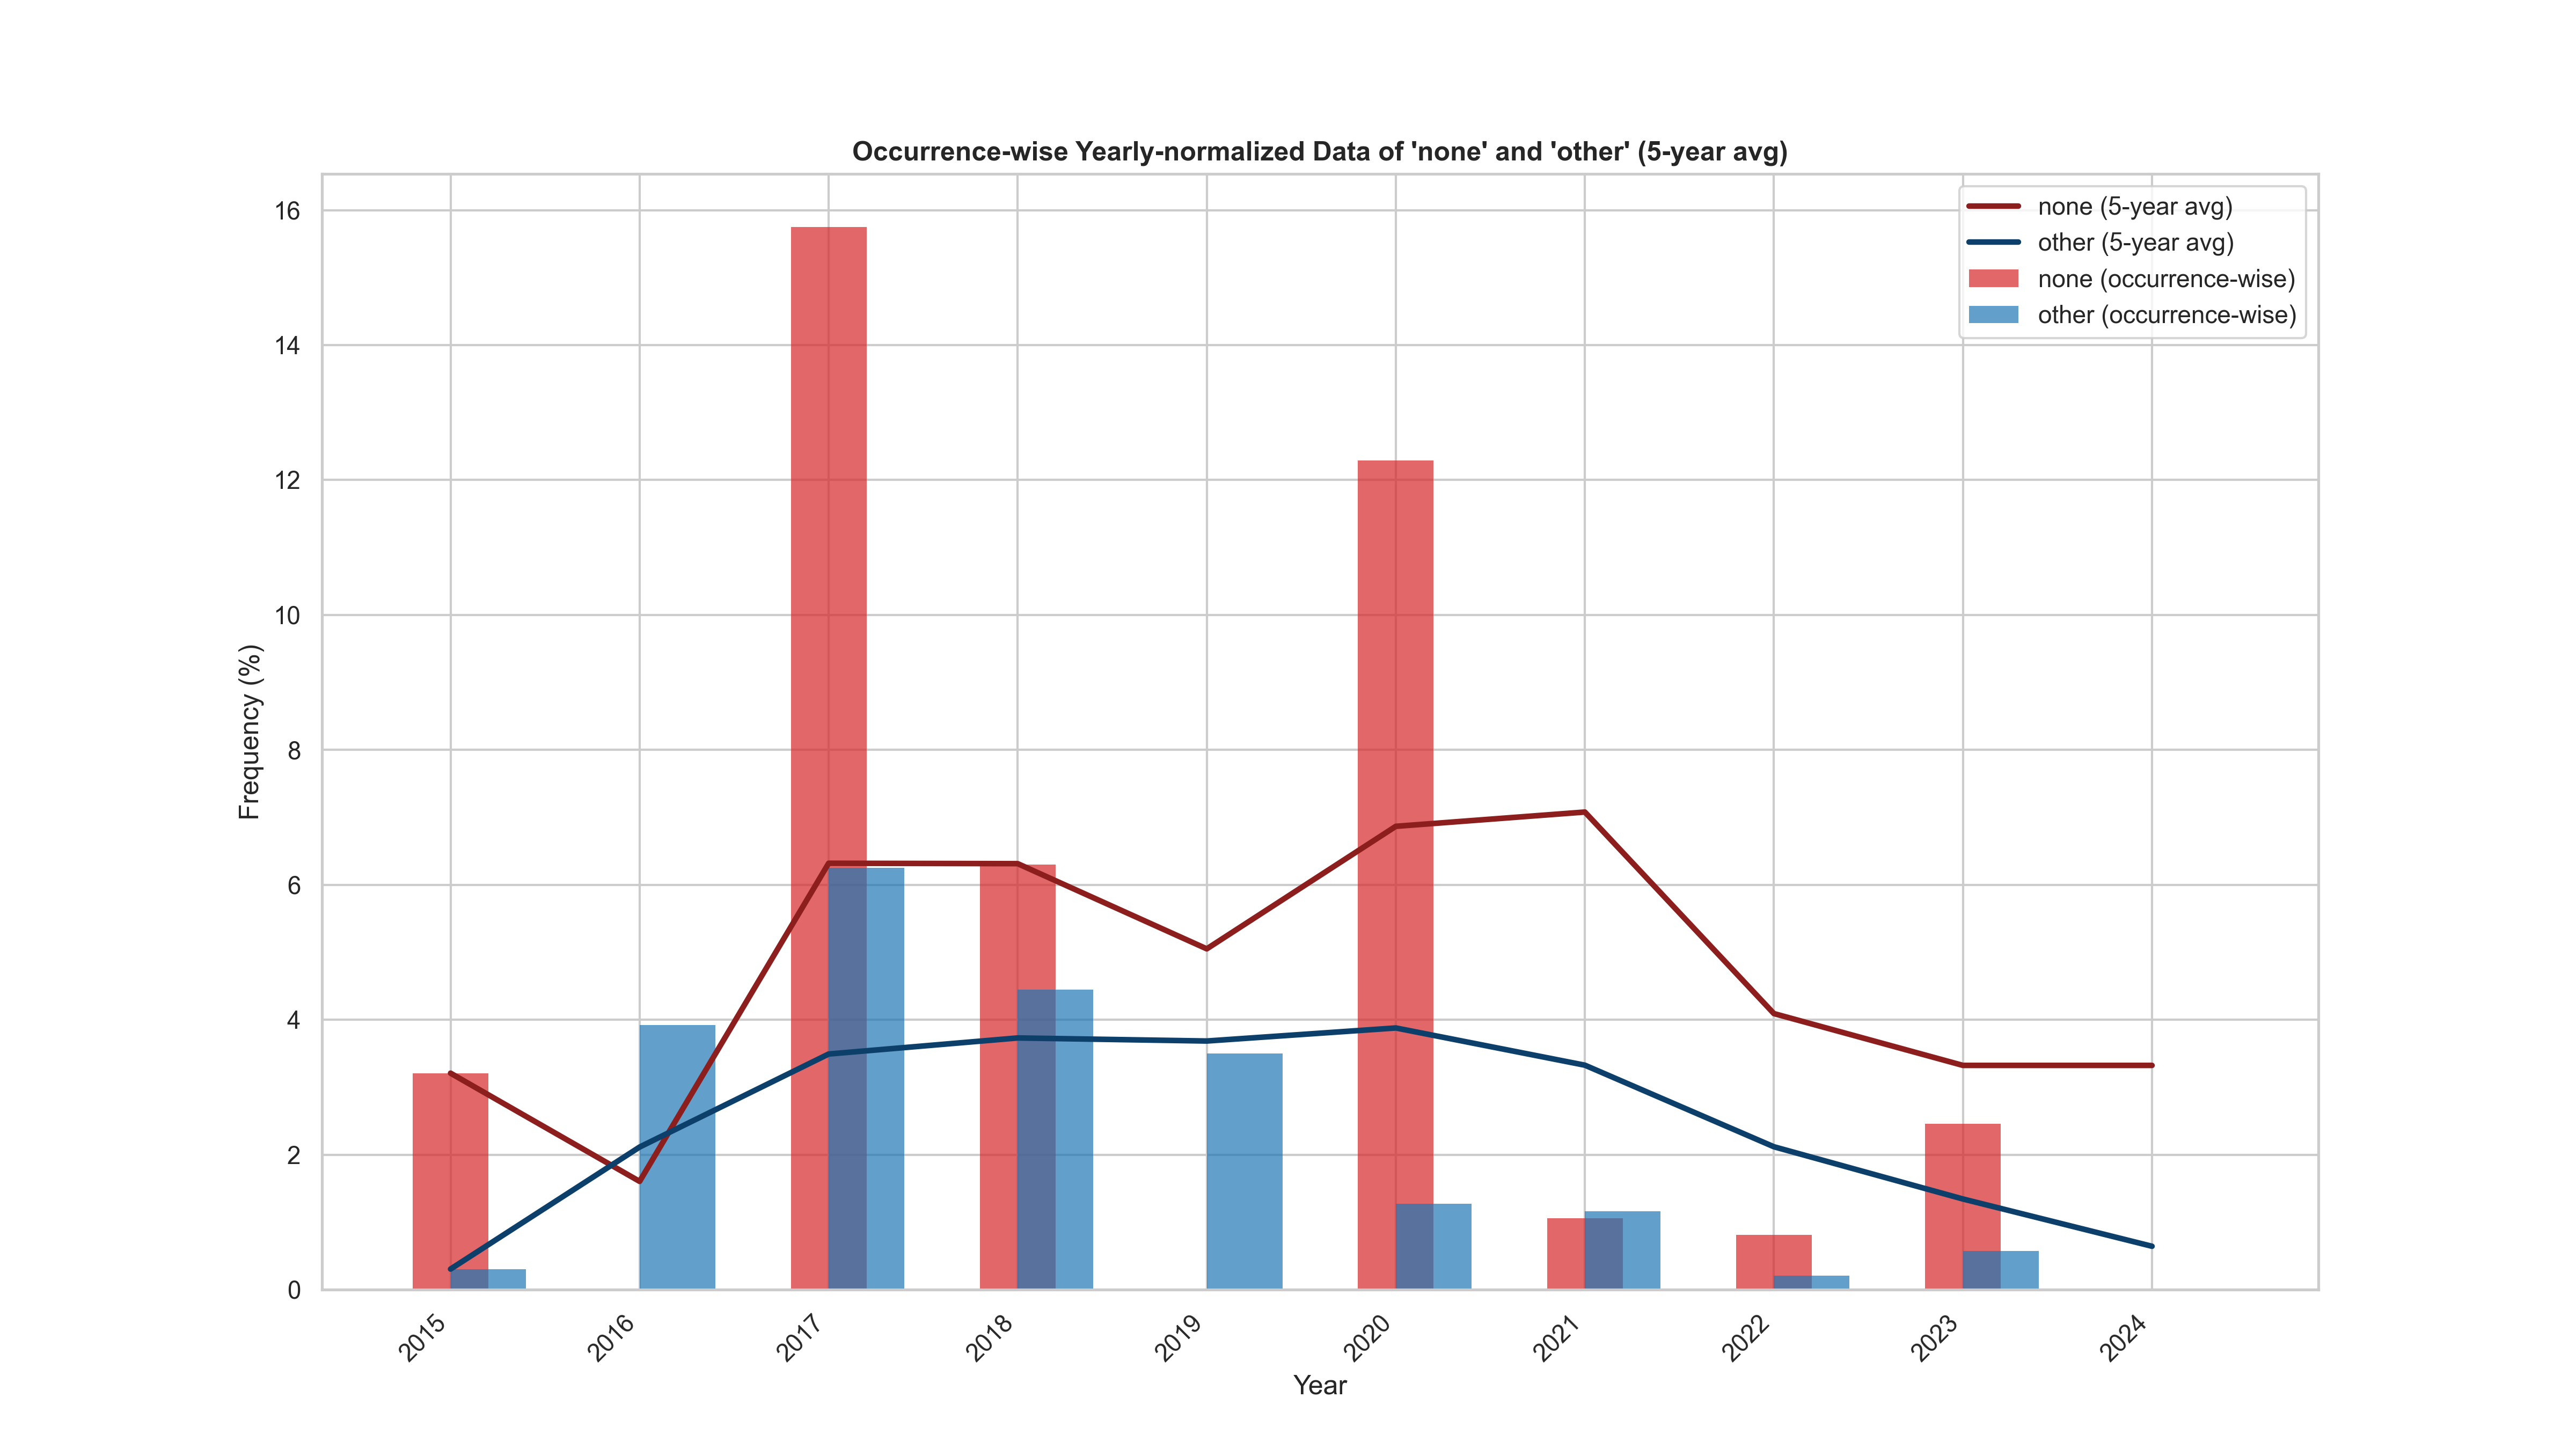 Occurrence-wise Yearly-normalized Data of 'none' and 'other' (5-year avg)
none (5-year avg)
other (5-year avg)
none (occurrence-wise)
other (occurrence-wise)
Frequency (%)
16
14
12
10
8
6
4
2
0
2015
2016
2017
2018
2019
2020
2021
2022
2023
2024
Year